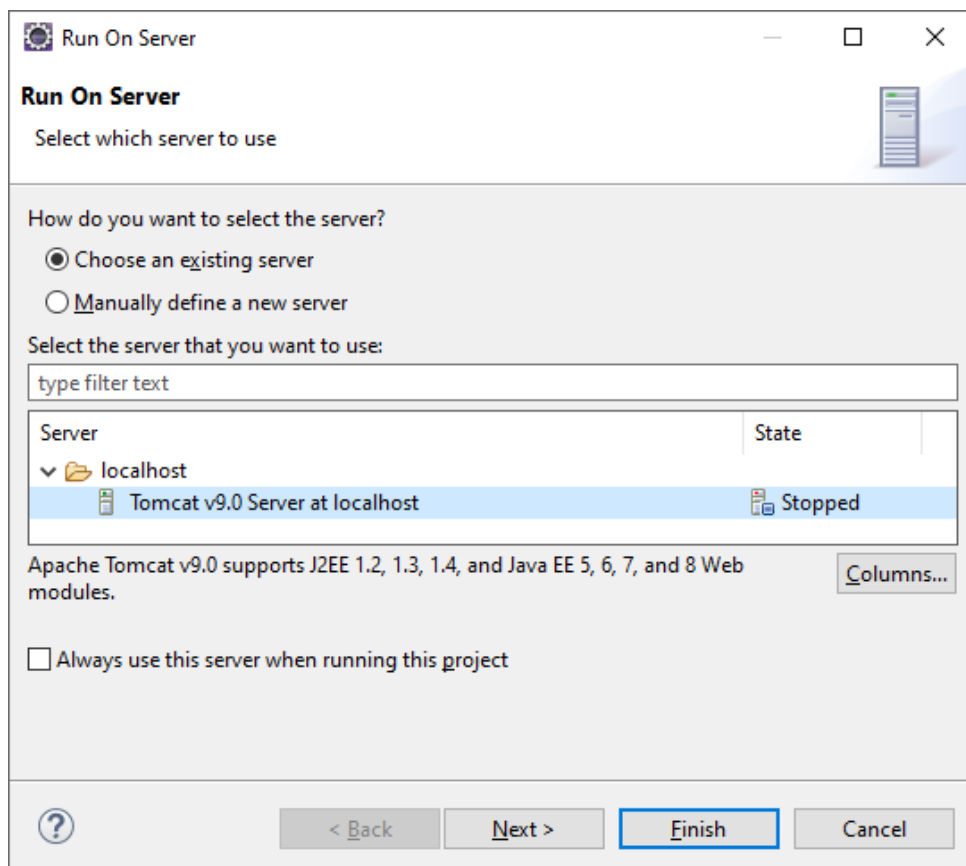 Run On Server
Run On Server
Select which server to use
How do you want to select the server?
Choose an existing server
Manually define a new server
Select the server that you want to use:
type filter text
Server State
localhost
Tomcat v9.0 Server at localhost Stopped
Apache Tomcat v9.0 supports J2EE 1.2, 1.3, 1.4, and Java EE 5, 6, 7, and 8 Web
modules.
Columns...
Always use this server when running this project
? < Back Next > Finish Cancel